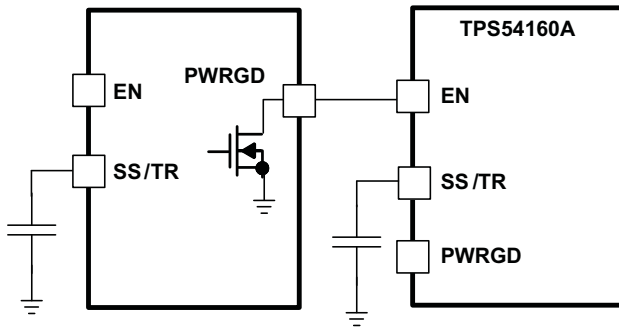 PWRGD
EN
SS/TR
TPS54160A
EN
SS/TR
PWRGD